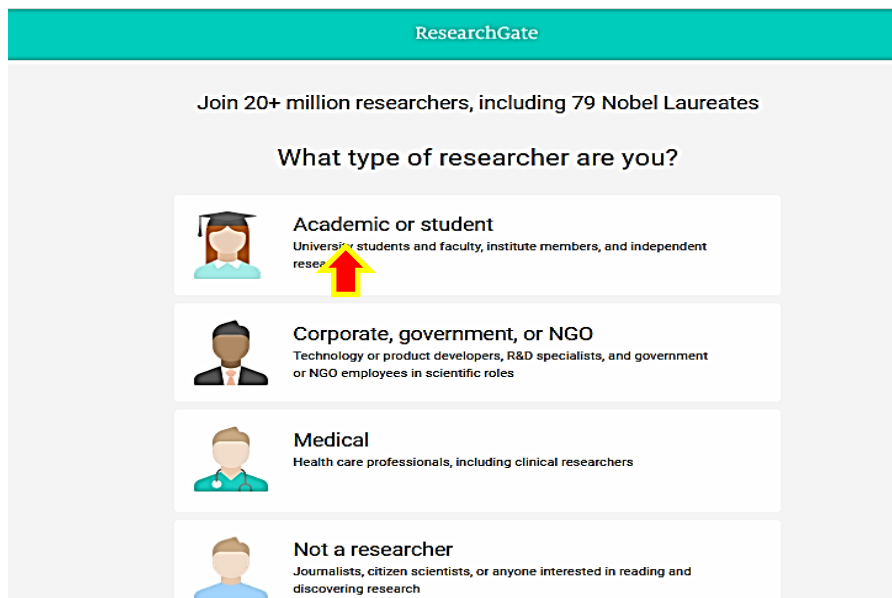 ResearchGate
Join 20+ million researchers, including 79 Nobel Laureates
What type of researcher are you?
Academic or student
University students and faculty, institute members, and independent
Corporate, government, or NGO
Technology or product developers, R&D specialists, and government
or NGO employees in scientific roles
Medical
Health care professionals, including clinical researchers
Not a researcher
Journalists, citizen scientists, or anyone interested in reading and
discovering research